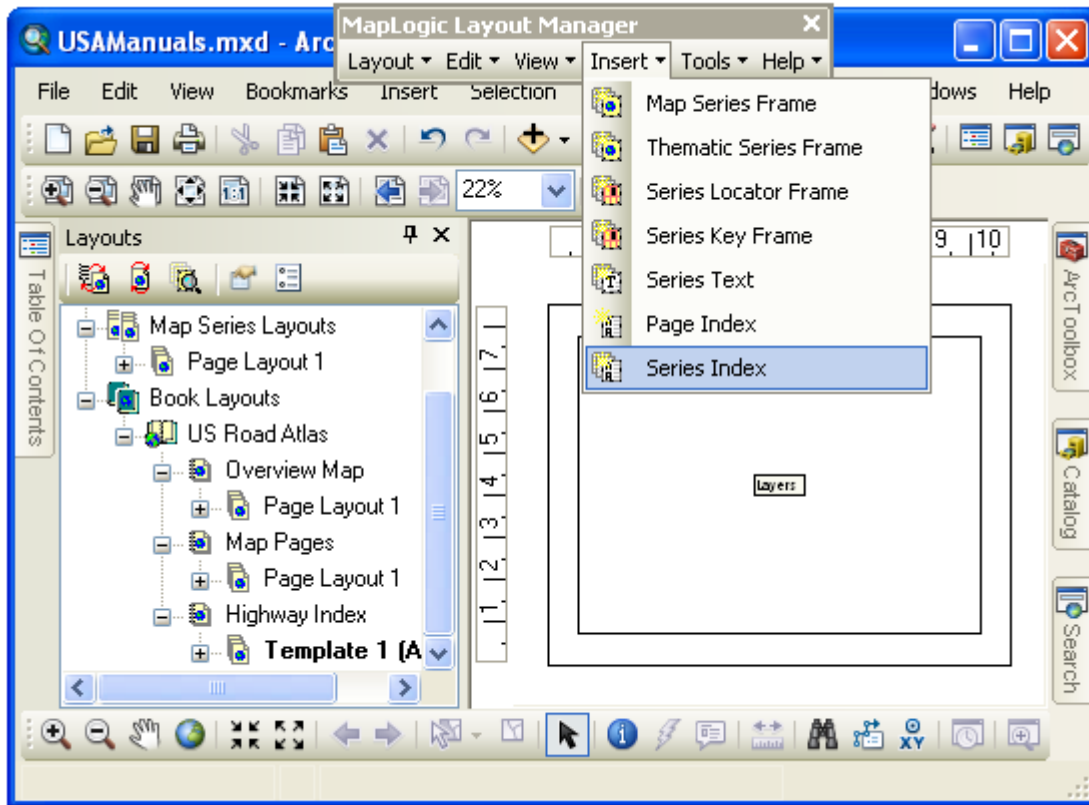 USAManuals.mxd - Arc
MapLogic Layout Manager
Layout Edit View Insert Tools Help
File Edit View Bookmarks Insert Selection dows Help
Map Series Frame
Thematic Series Frame
Series Locator Frame
Series Key Frame
Series Text
Page Index
Series Index
1:1
22%
Layouts
Table Of Contents
Map Series Layouts
Page Layout 1
Book Layouts
US Road Atlas
Overview Map
Page Layout 1
Map Pages
Page Layout 1
Highway Index
Template 1 (A
9 10
7
6
5
4
3
2
1
Layers
ArcToolbox
Catalog
Search
XY